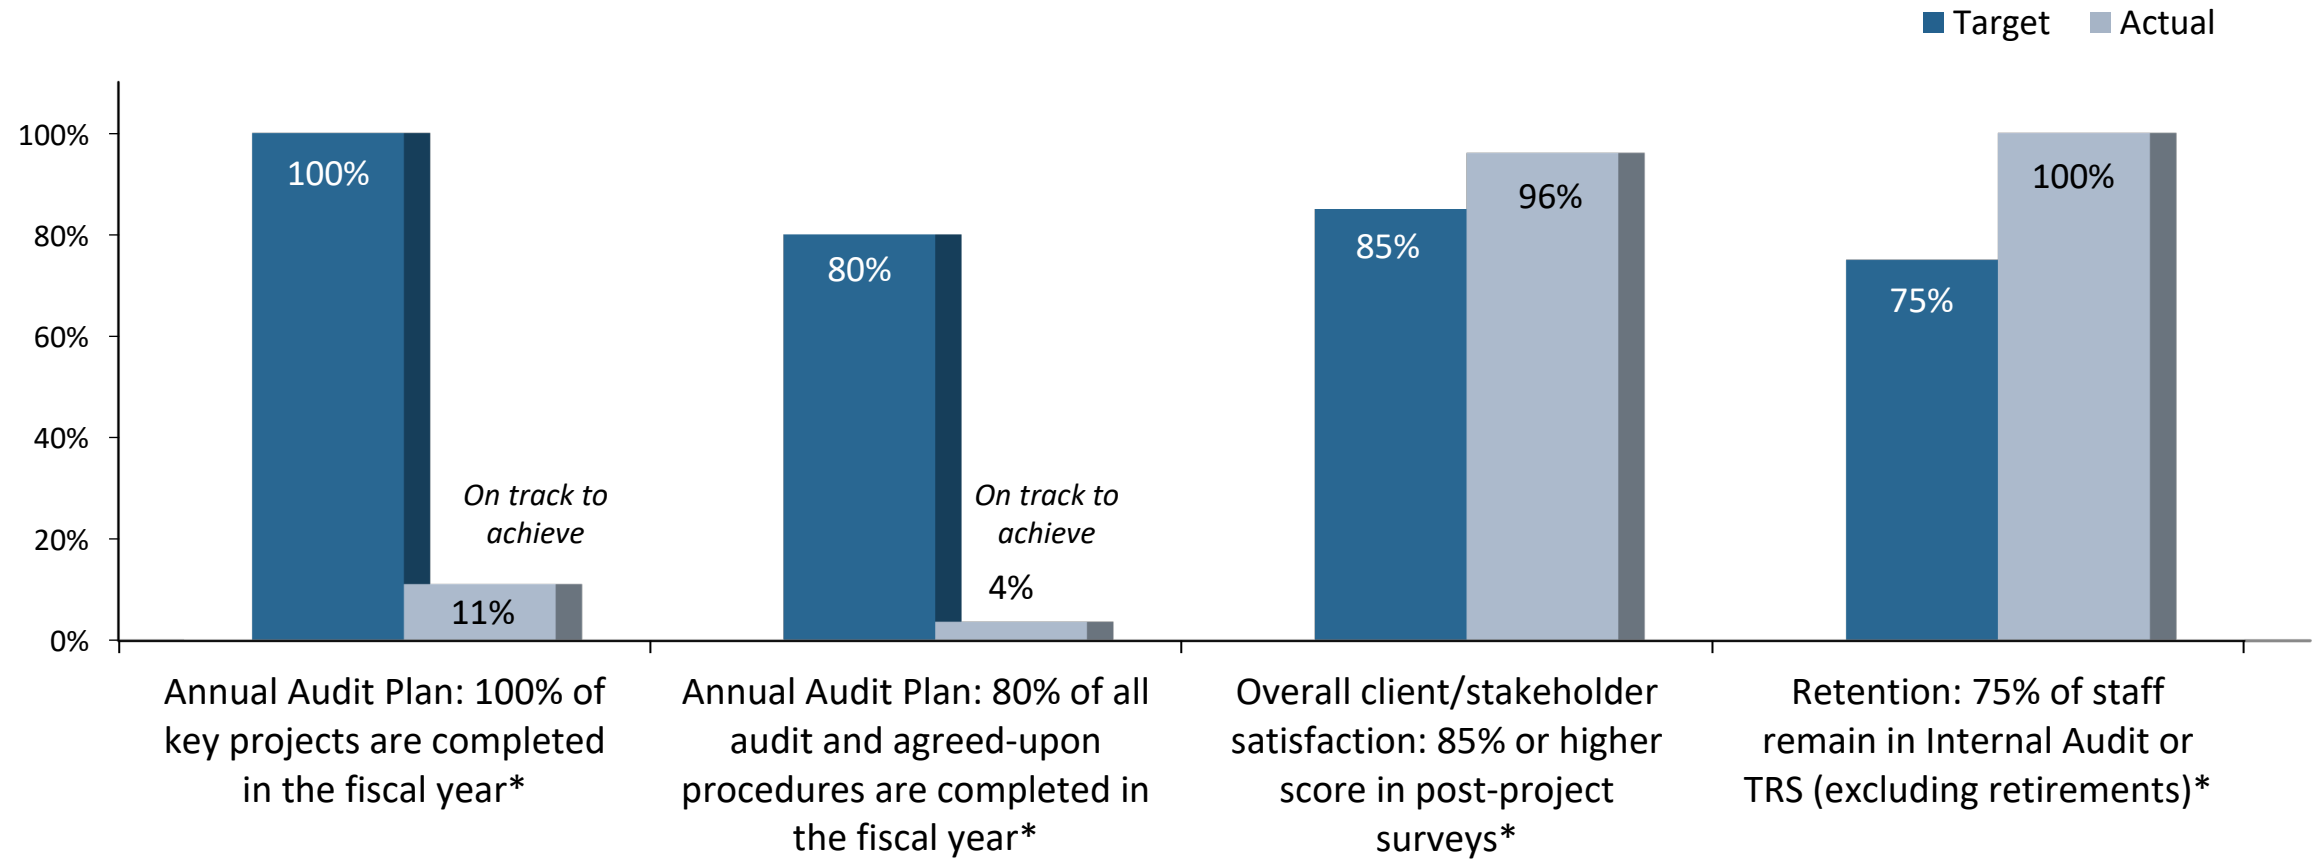 Target Actual
100%
80%
60%
40%
20%
0%
100%
11%
On track to
achieve
80%
4%
On track to
achieve
85%
96%
75%
100%
Annual Audit Plan: 100% of
key projects are completed
in the fiscal year*
Annual Audit Plan: 80% of all
audit and agreed-upon
procedures are completed in
the fiscal year*
Overall client/stakeholder
satisfaction: 85% or higher
score in post-project
surveys*
Retention: 75% of staff
remain in Internal Audit or
TRS (excluding retirements)*